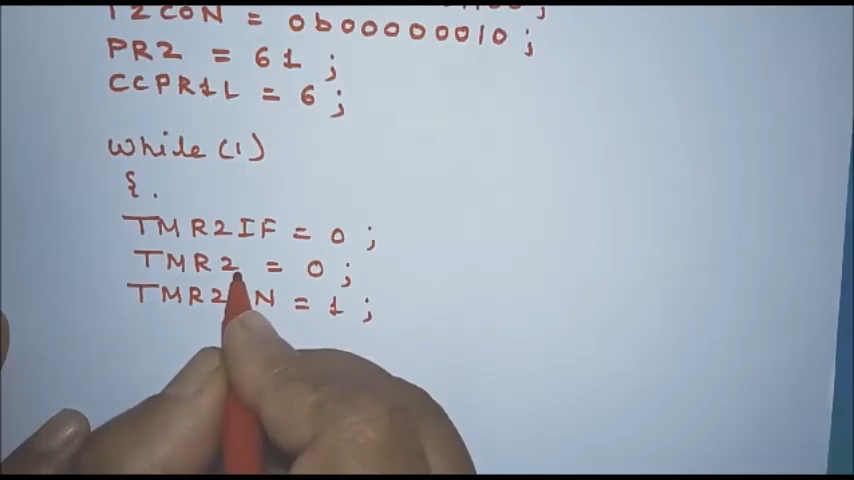 T2CON = 0b00000010;
PR2 = 61;
CCPR1L = 6;
while (1)
{.
TMR2IF = 0;
TMR2 = 0;
= 1;